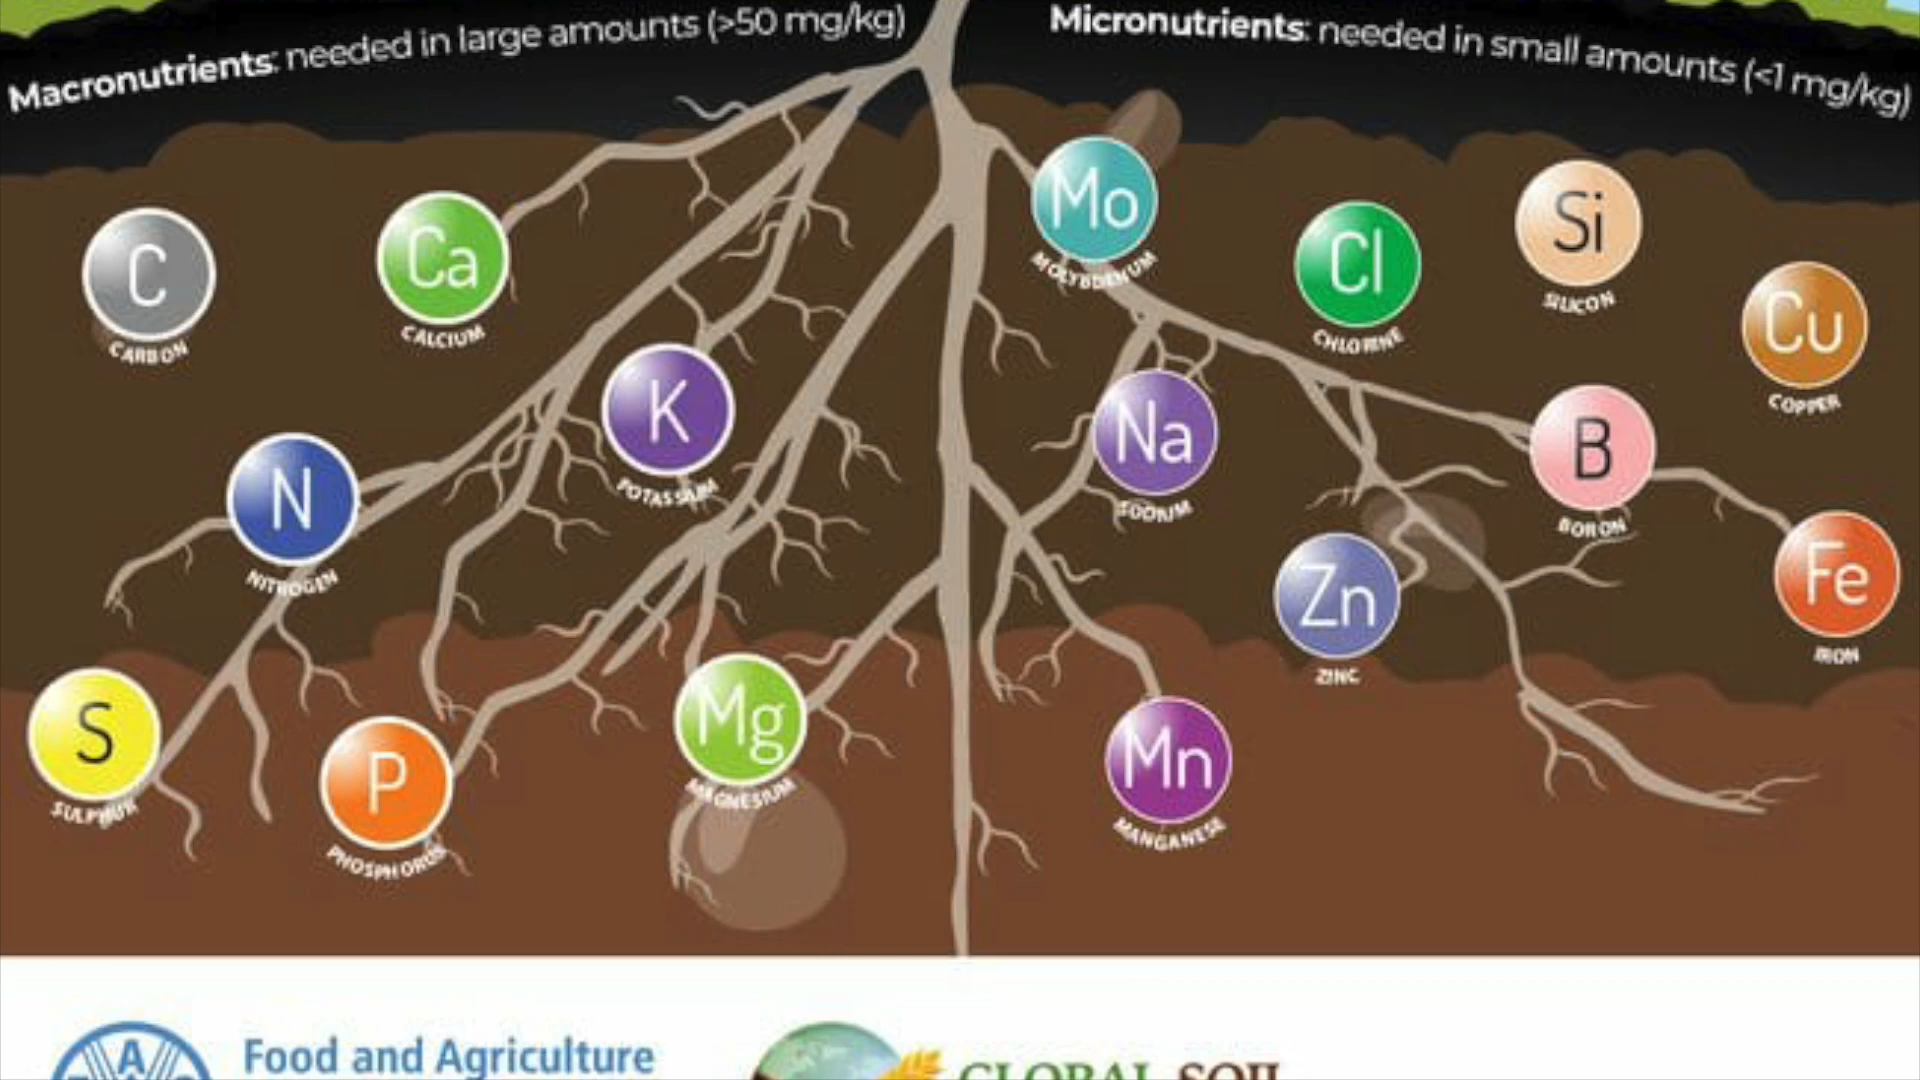 Macronutrients: needed in large amounts (>50 mg/kg)
Micronutrients: needed in small amounts (<1 mg/kg)
C
CARBON
Ca
CALCIUM
K
POTASSIUM
N
NITROGEN
S
SULPHUR
P
PHOSPHORUS
Mg
MAGNESIUM
Mo
MOLYBDENUM
Cl
CHLORINE
Si
SILICON
Cu
COPPER
Na
SODIUM
B
BORON
Zn
ZINC
Fe
IRON
Mn
MANGANESE
Food and Agriculture
GLOBAL SOIL